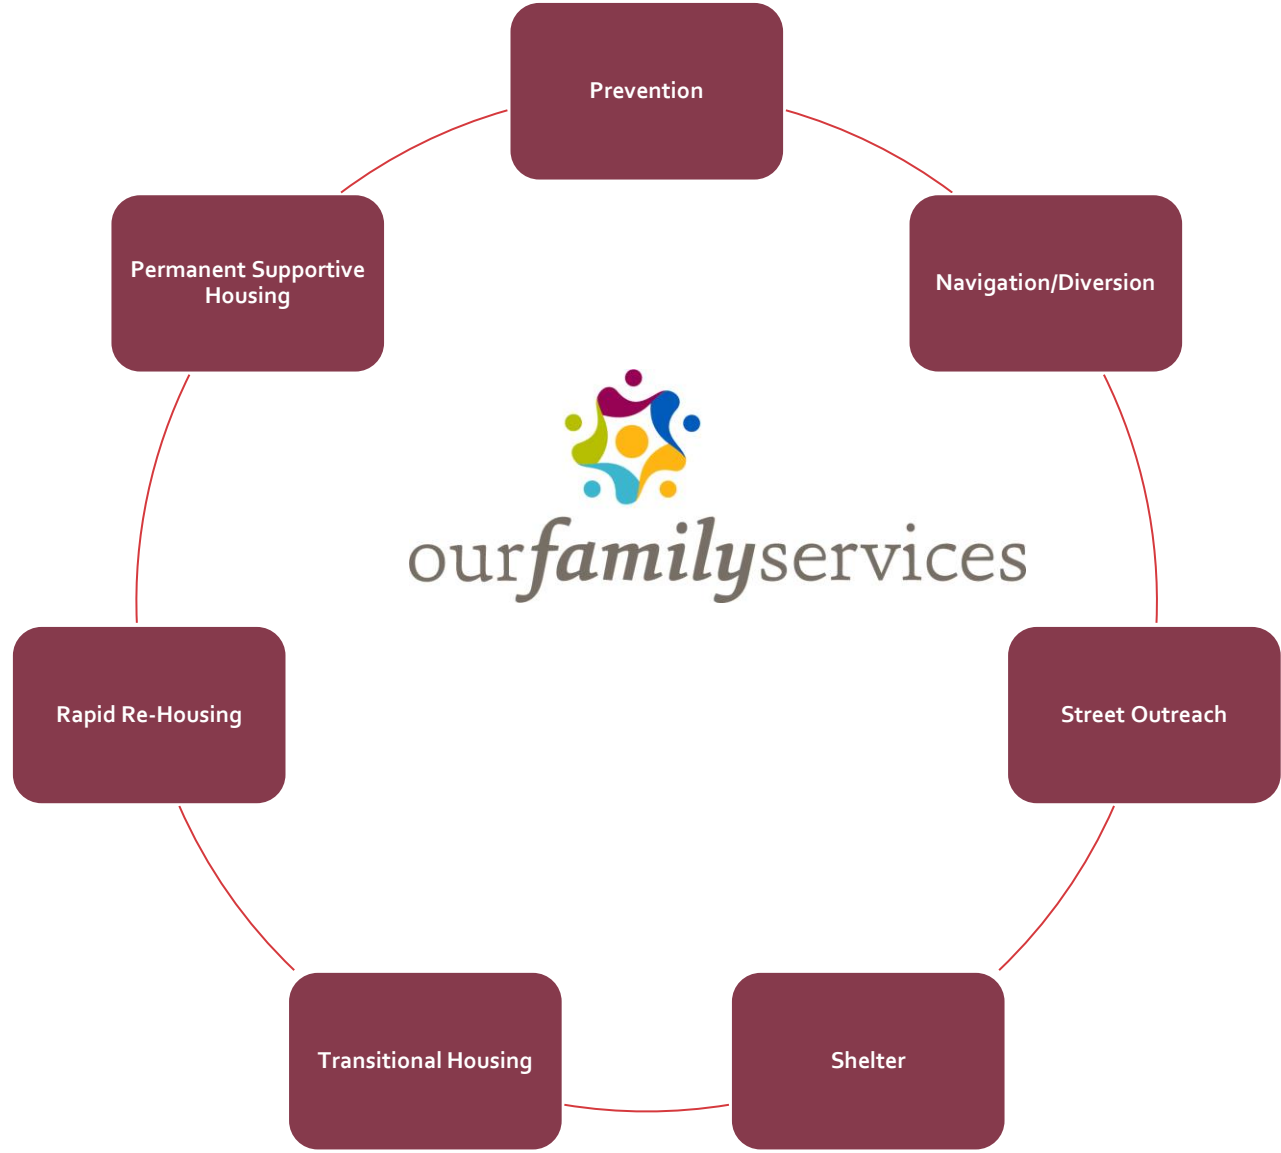 Prevention
Navigation/Diversion
Street Outreach
Shelter
Transitional Housing
Rapid Re-Housing
Permanent Supportive
Housing
ourfamilyservices